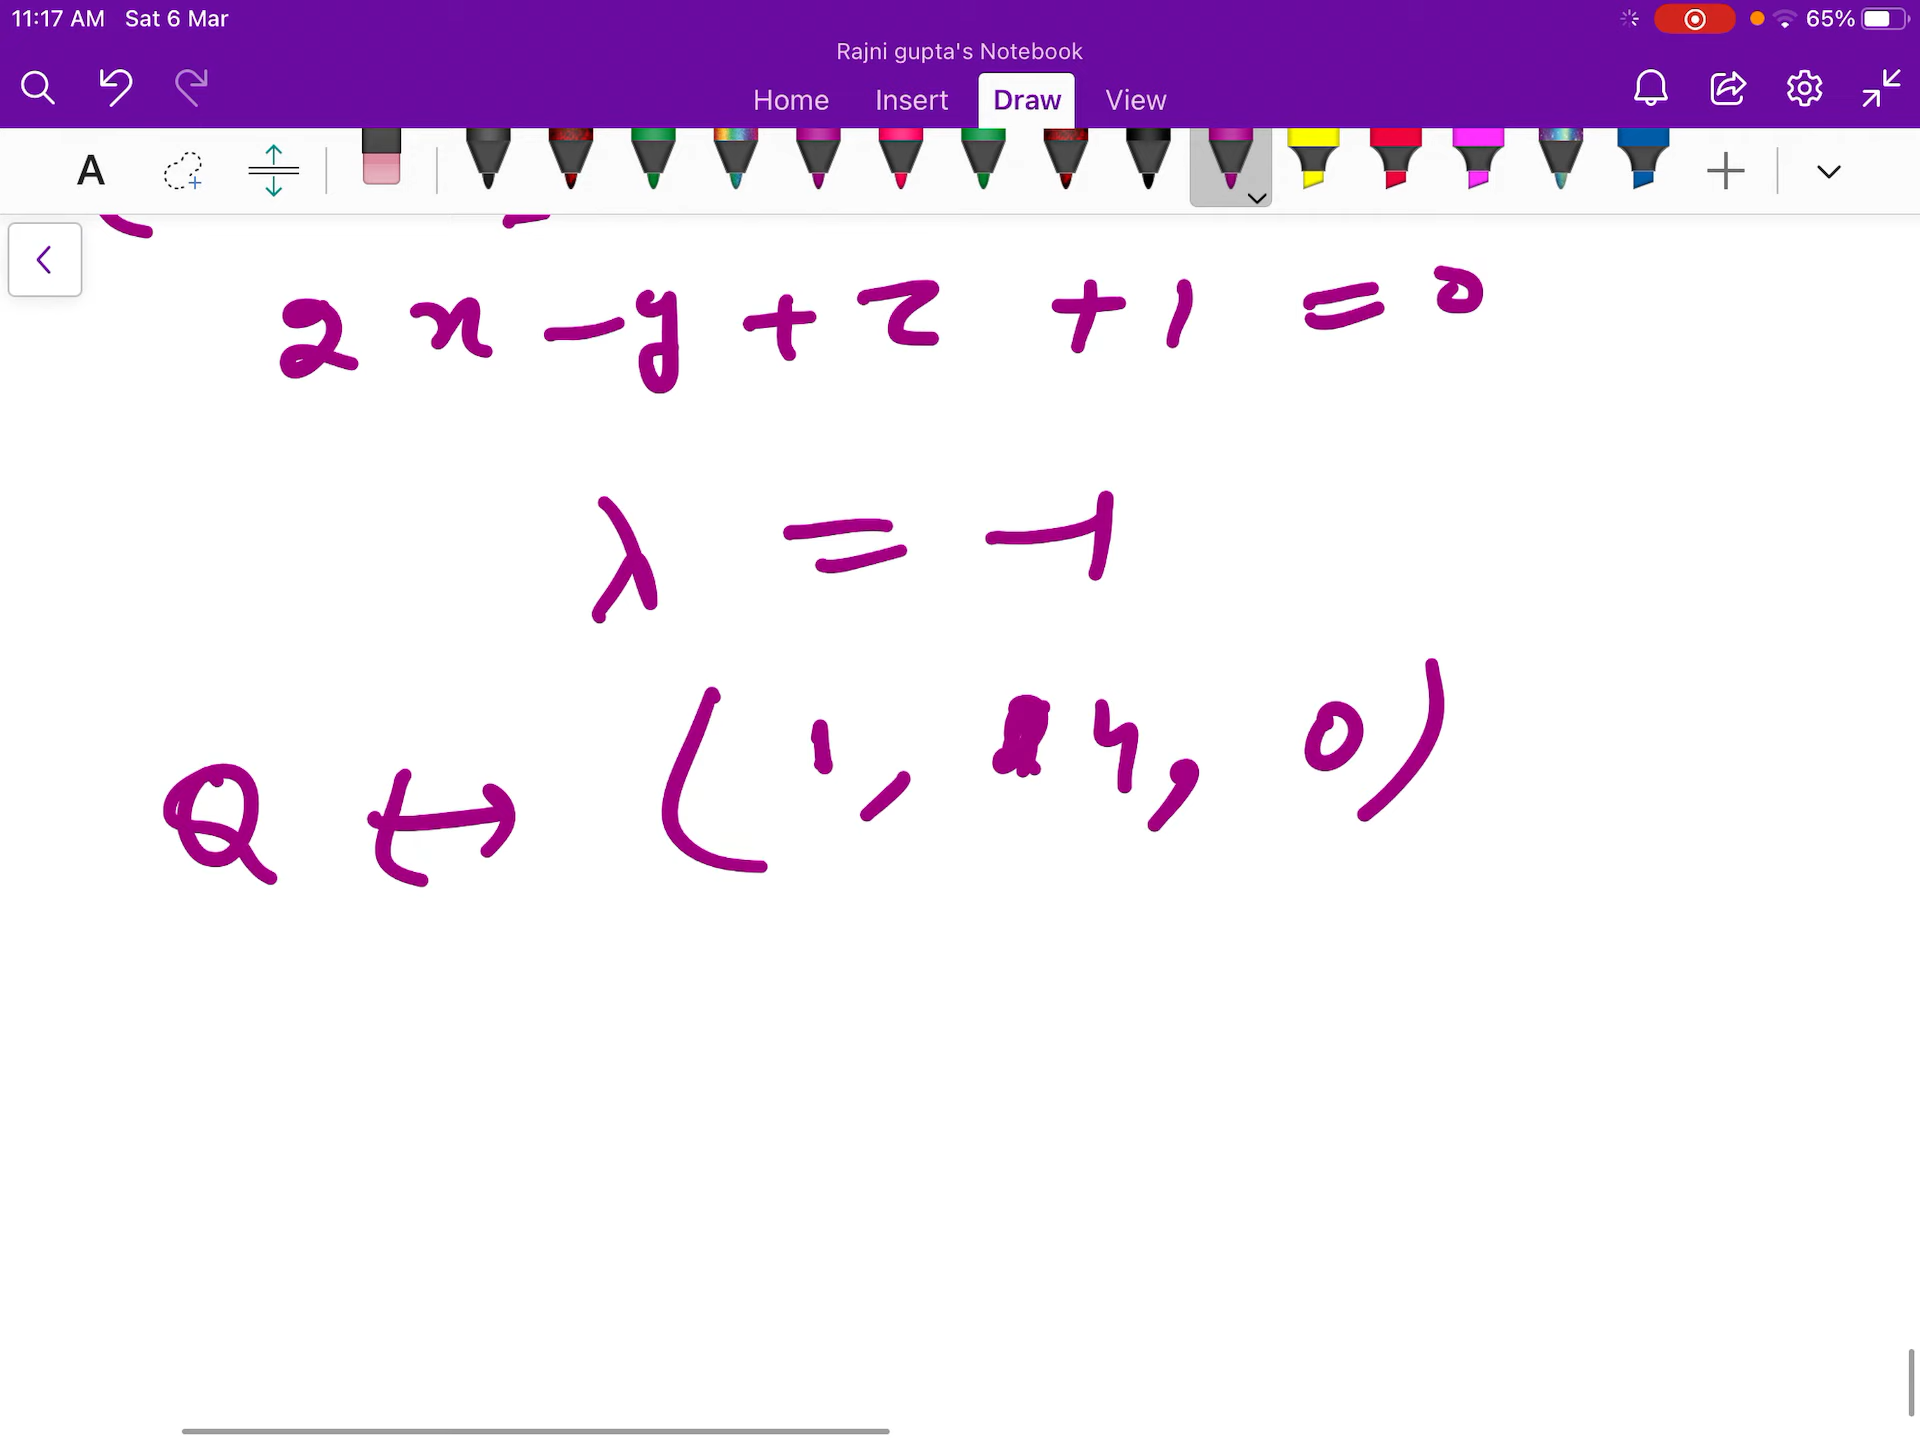 11:17 AM Sat 6 Mar 65%
Rajni gupta's Notebook
Home Insert Draw View
A
2x - y + z + 1 = 0
λ = -1
Q ↔ (1, 4, 0)